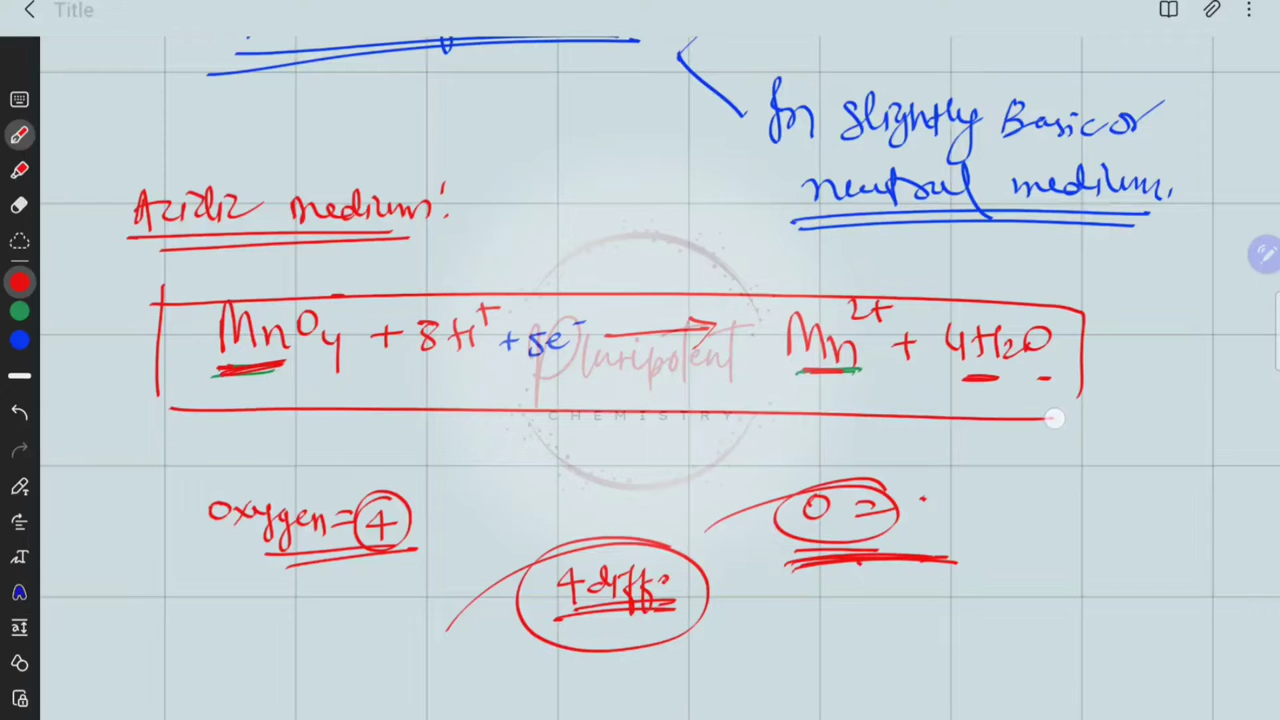 Title
In slightly Basic or
neutral medium.
Acidic medium:
MnO4 + 8H+ + 5e- → Mn2+ + 4H2O
Pluripotent
CHEMISTRY
oxygen = 4
O =
4 diff.